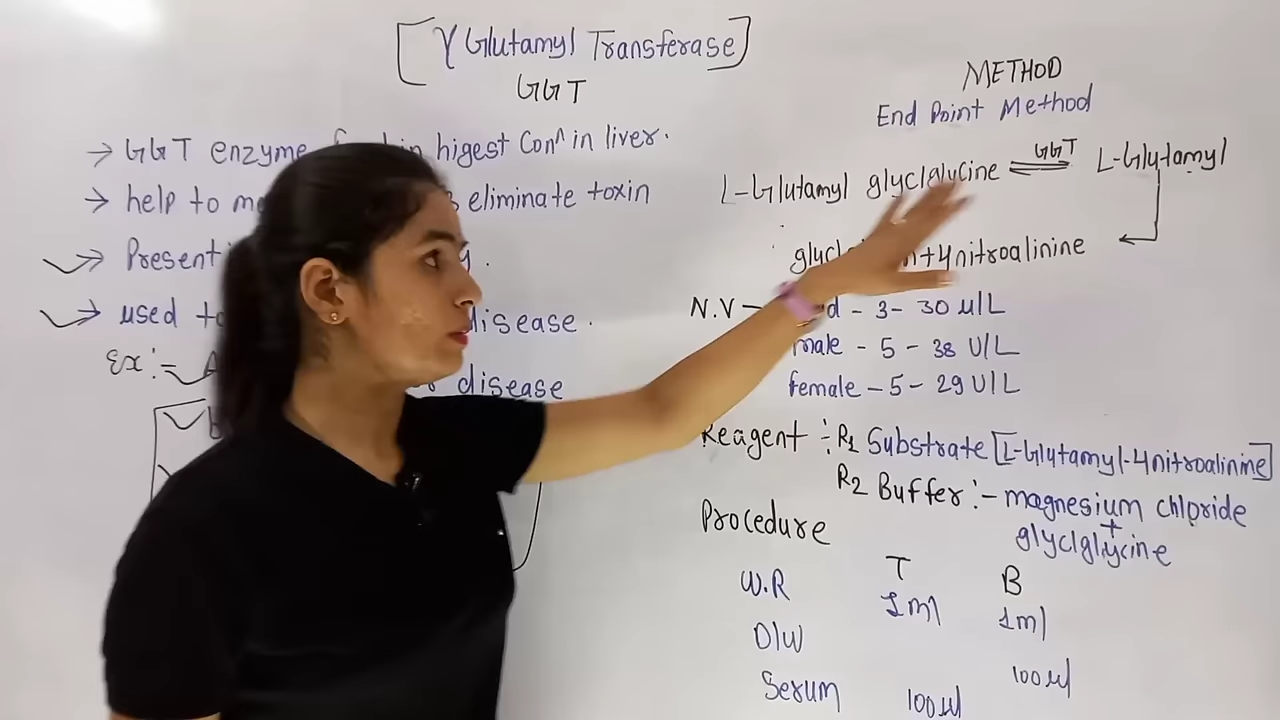 [γ Glutamyl Transferase]
GGT
→ GGT enzyme higest Conⁿ in liver.
→ help to eliminate toxin
→ Present
→ used disease.
Ex:-
disease
METHOD
End Point Method
L-Glutamyl glyclglycine ⇌ GGT L-Glytamyl
+4nitroalinine
N.V - 3-30 u/L
male - 5-38 U/L
female - 5-29 U/L
Reagent :- R1 Substrate [L-Glutamyl-4nitroalinine]
R2 Buffer :- magnesium chloride
+
glyclglycine
Procedure
T B
W.R 1ml 1ml
D/W 100ul
Serum 100ul